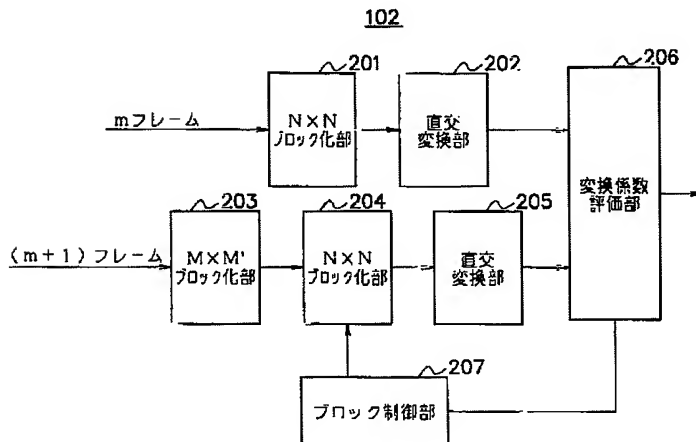 102
201
202
206
mフレーム
N×N
ブロック化部
直交
変換部
変換係数
評価部
203
204
205
(m+1)フレーム
M×M'
ブロック化部
N×N
ブロック化部
直交
変換部
207
ブロック制御部